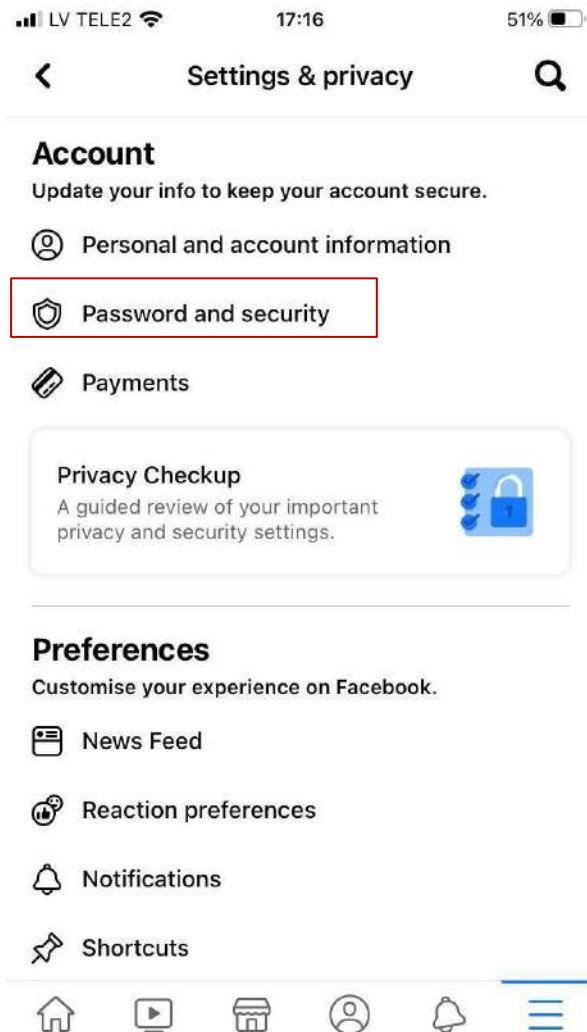 LV TELE2 17:16 51%
Settings & privacy
Account
Update your info to keep your account secure.
Personal and account information
Password and security
Payments
Privacy Checkup
A guided review of your important
privacy and security settings.
Preferences
Customise your experience on Facebook.
News Feed
Reaction preferences
Notifications
Shortcuts